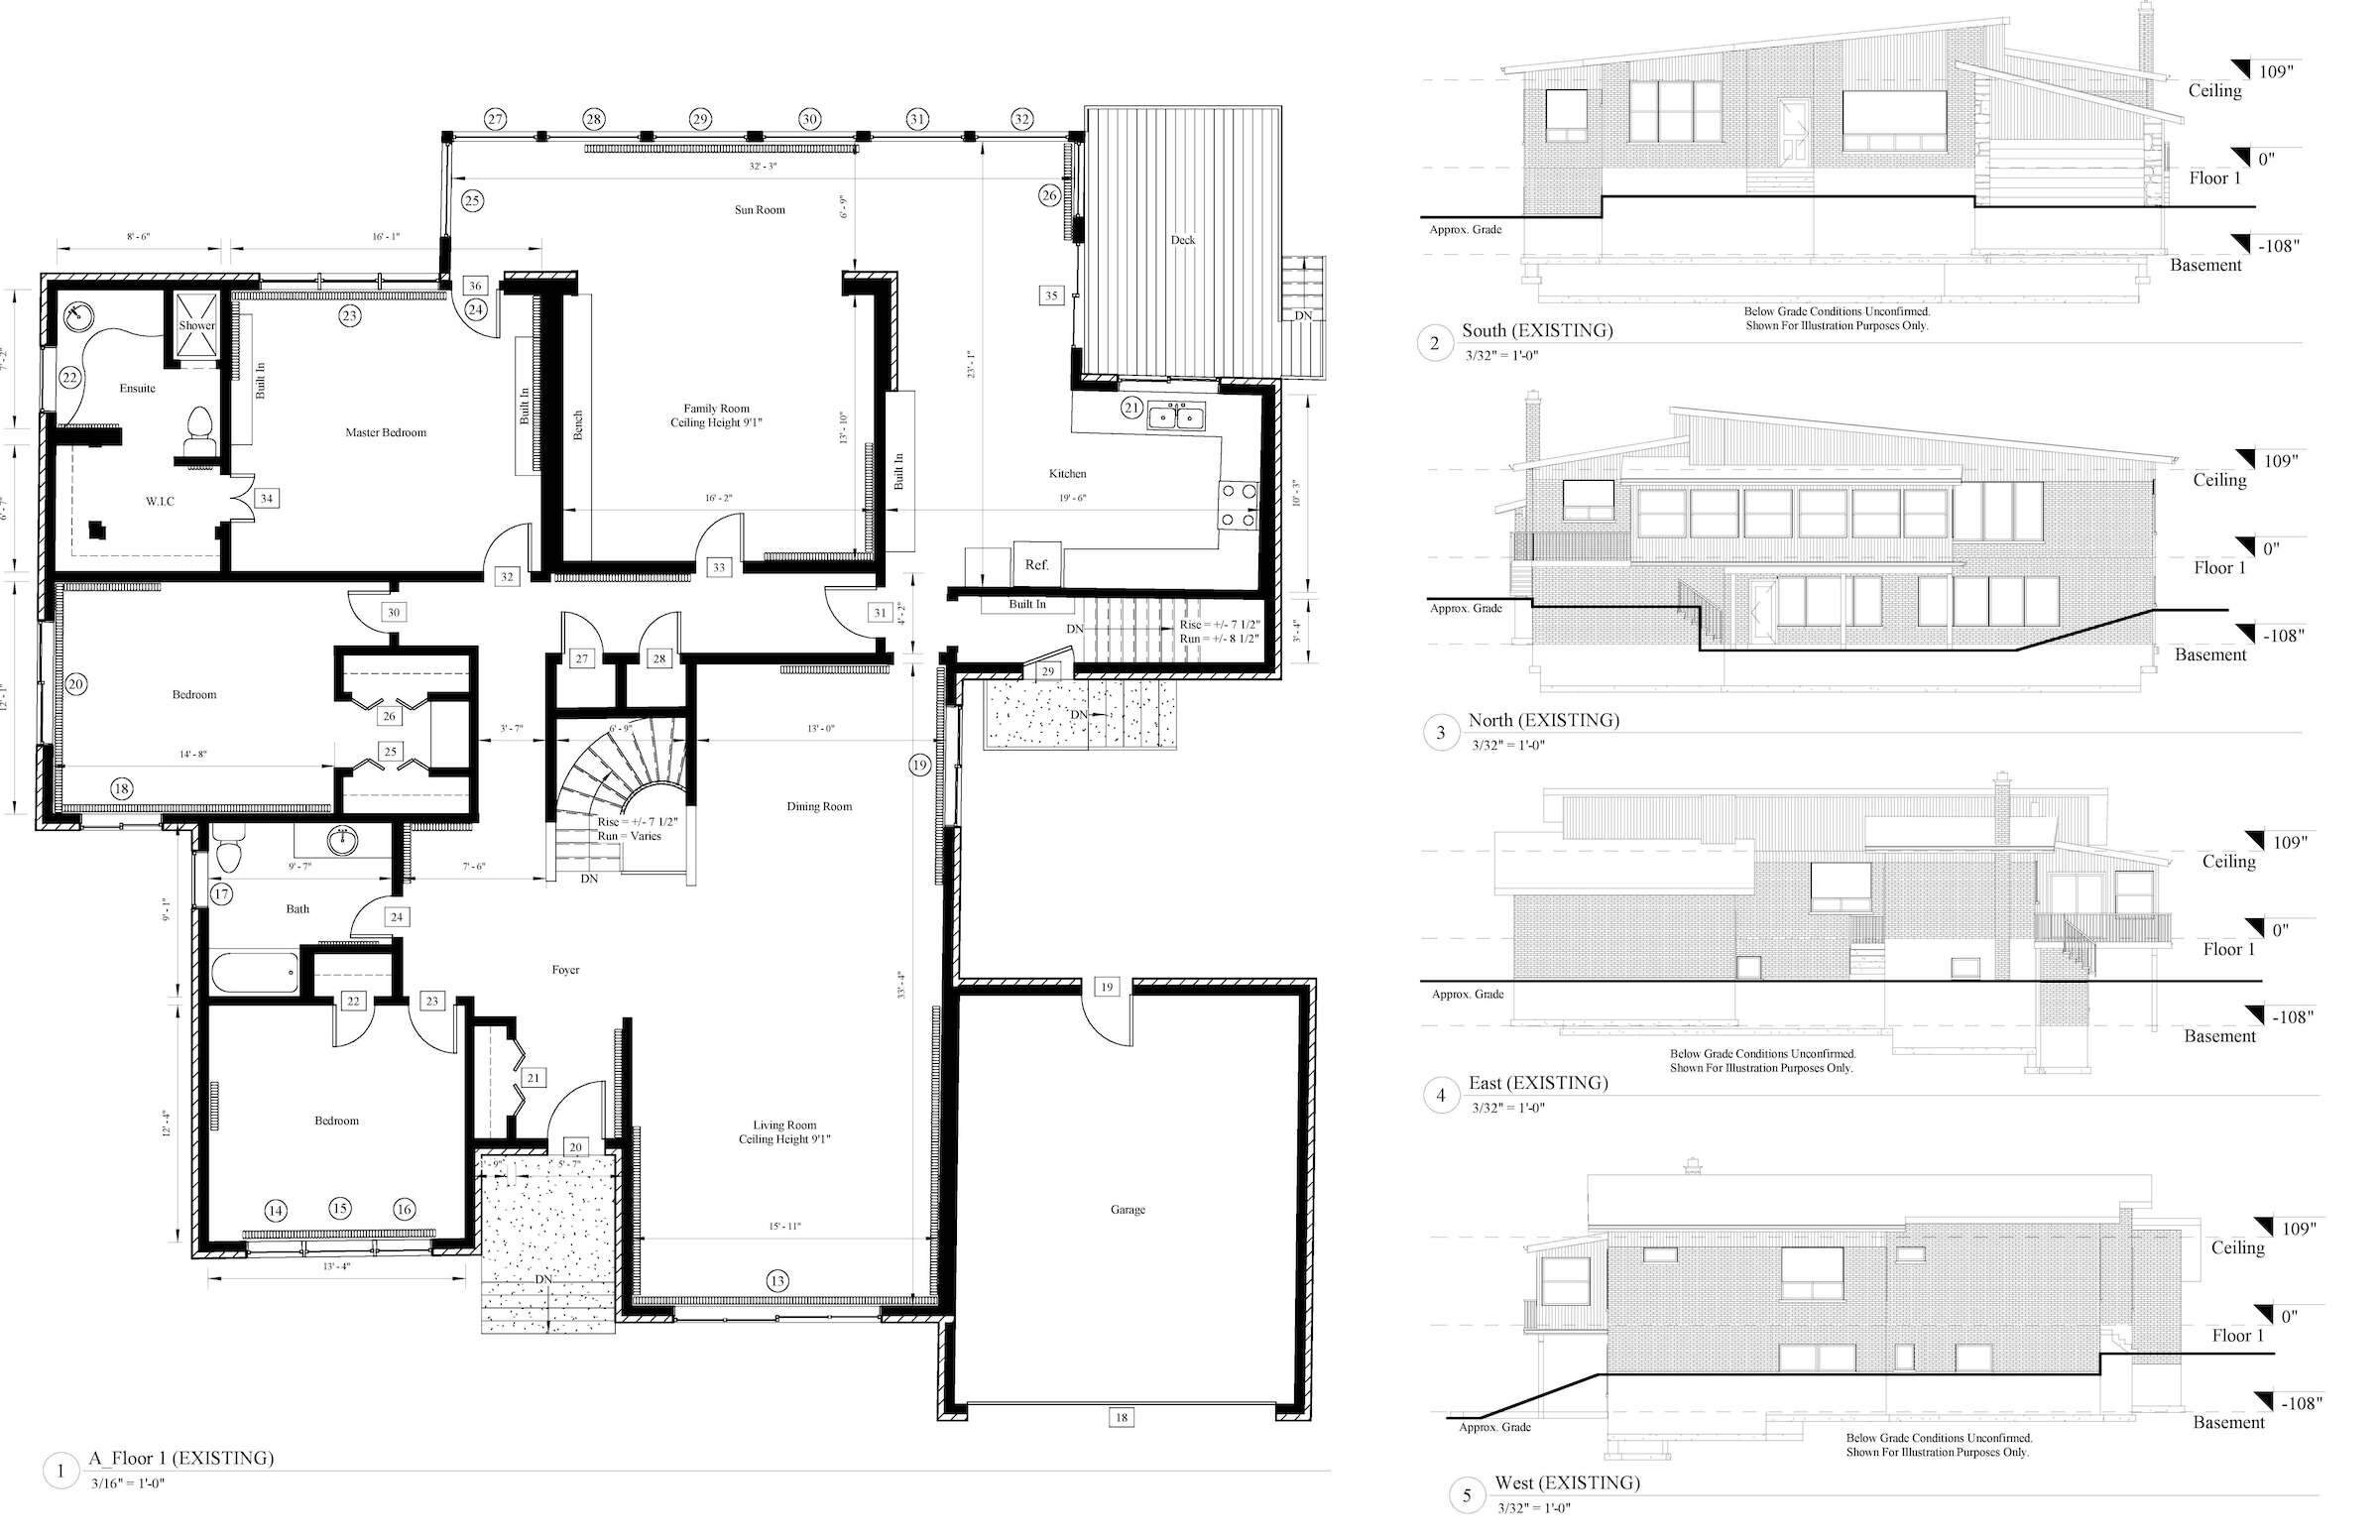 27
28
29
30
31
32
32' - 3"
25
26
Sun Room
6' - 9"
Deck
8' - 6"
16' - 1"
36
24
23
35
DN
Shower
22
Ensuite
7' - 2"
Built In
Built In
Master Bedroom
Bench
Family Room
Ceiling Height 9'1"
13' - 10"
23' - 1"
21
Built In
Kitchen
19' - 6"
16' - 2"
10' - 3"
34
W.I.C
6' - 7"
Ref.
32
33
30
31
4' - 2"
Built In
DN
Rise = +/- 7 1/2"
Run = +/- 8 1/2"
3' - 4"
27
28
29
20
Bedroom
12' - 1"
26
25
14' - 8"
18
3' - 7"
6' - 9"
13' - 0"
DN
19
Dining Room
Rise = +/- 7 1/2"
Run = Varies
DN
9' - 7"
7' - 6"
17
Bath
9' - 1"
24
Foyer
33' - 4"
19
22
23
21
Bedroom
12' - 4"
20
5' - 7"
Living Room
Ceiling Height 9'1"
14
15
16
13' - 4"
DN
15' - 11"
13
Garage
18
1
A_Floor 1 (EXISTING)
3/16" = 1'-0"
109"
Ceiling
0"
Floor 1
Approx. Grade
-108"
Basement
Below Grade Conditions Unconfirmed.
Shown For Illustration Purposes Only.
2
South (EXISTING)
3/32" = 1'-0"
109"
Ceiling
0"
Floor 1
Approx. Grade
-108"
Basement
3
North (EXISTING)
3/32" = 1'-0"
109"
Ceiling
0"
Floor 1
Approx. Grade
-108"
Basement
Below Grade Conditions Unconfirmed.
Shown For Illustration Purposes Only.
4
East (EXISTING)
3/32" = 1'-0"
109"
Ceiling
0"
Floor 1
-108"
Basement
Approx. Grade
Below Grade Conditions Unconfirmed.
Shown For Illustration Purposes Only.
5
West (EXISTING)
3/32" = 1'-0"